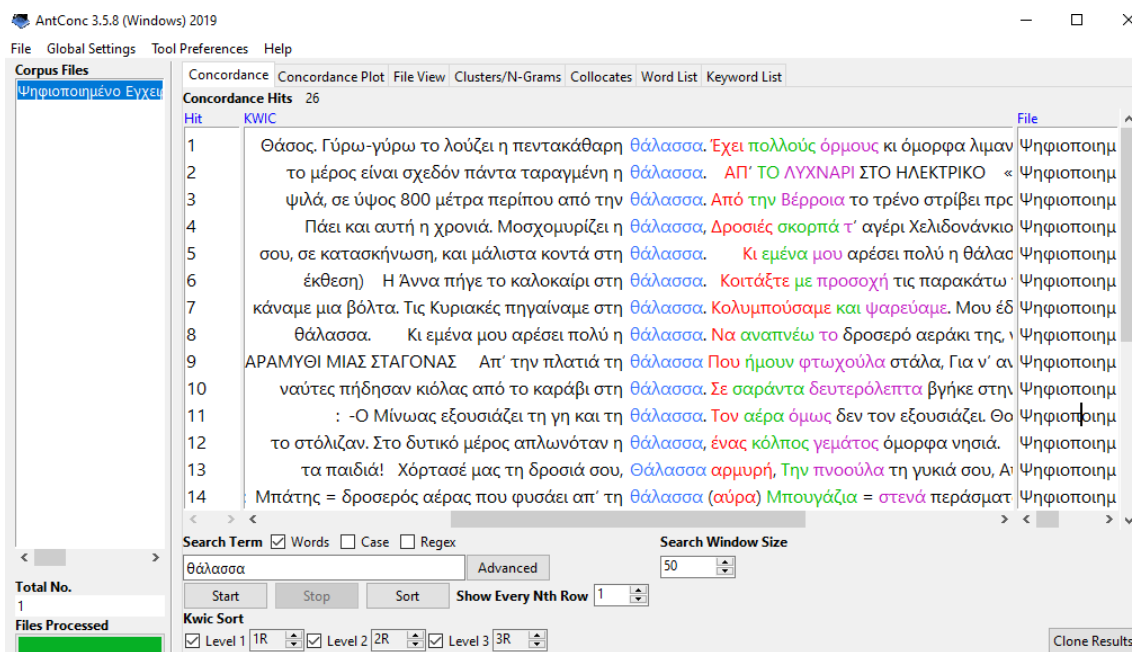 AntConc 3.5.8 (Windows) 2019
File Global Settings Tool Preferences Help
Corpus Files
Ψηφιοποιημένο Εγχει
Concordance Concordance Plot File View Clusters/N-Grams Collocates Word List Keyword List
Concordance Hits 26
Hit KWIC File
1 Θάσος. Γύρω-γύρω το λούζει η πεντακάθαρη θάλασσα. Έχει πολλούς όρμους κι όμορφα λιμαν Ψηφιοποιημ
2 το μέρος είναι σχεδόν πάντα ταραγμένη η θάλασσα. ΑΠ’ ΤΟ ΛΥΧΝΑΡΙ ΣΤΟ ΗΛΕΚΤΡΙΚΟ « Ψηφιοποιημ
3 ψιλά, σε ύψος 800 μέτρα περίπου από την θάλασσα. Από την Βέρροια το τρένο στρίβει προ Ψηφιοποιημ
4 Πάει και αυτή η χρονιά. Μοσχομυρίζει η θάλασσα, Δροσιές σκορπά τ’ αγέρι Χελιδονάνκιο Ψηφιοποιημ
5 σου, σε κατασκήνωση, και μάλιστα κοντά στη θάλασσα. Κι εμένα μου αρέσει πολύ η θάλασ Ψηφιοποιημ
6 έκθεση) Η Άννα πήγε το καλοκαίρι στη θάλασσα. Κοιτάξτε με προσοχή τις παρακάτω Ψηφιοποιημ
7 κάναμε μια βόλτα. Τις Κυριακές πηγαίναμε στη θάλασσα. Κολυμπούσαμε και ψαρεύαμε. Μου έδ Ψηφιοποιημ
8 θάλασσα. Κι εμένα μου αρέσει πολύ η θάλασσα. Να αναπνέω το δροσερό αεράκι της, Ψηφιοποιημ
9 ΑΡΑΜΥΘΙ ΜΙΑΣ ΣΤΑΓΟΝΑΣ Απ’ την πλατιά τη θάλασσα Που ήμουν φτωχούλα στάλα, Για ν’ αν Ψηφιοποιημ
10 ναύτες πήδησαν κιόλας από το καράβι στη θάλασσα. Σε σαράντα δευτερόλεπτα βγήκε στην Ψηφιοποιημ
11 : -Ο Μίνωας εξουσιάζει τη γη και τη θάλασσα. Τον αέρα όμως δεν τον εξουσιάζει. Θα Ψηφιοποιημ
12 το στόλιζαν. Στο δυτικό μέρος απλωνόταν η θάλασσα, ένας κόλπος γεμάτος όμορφα νησιά. Ψηφιοποιημ
13 τα παιδιά! Χόρτασέ μας τη δροσιά σου, Θάλασσα αρμυρή, Την πνοούλα τη γυκιά σου, Ψηφιοποιημ
14 : Μπάτης = δροσερός αέρας που φυσάει απ’ τη θάλασσα (αύρα) Μπουγάζια = στενά περάσματ Ψηφιοποιημ
Search Term Words Case Regex Search Window Size
θάλασσα Advanced 50
Total No.
1
Start Stop Sort Show Every Nth Row 1
Files Processed
Kwic Sort
Level 1 1R Level 2 2R Level 3 3R Clone Results